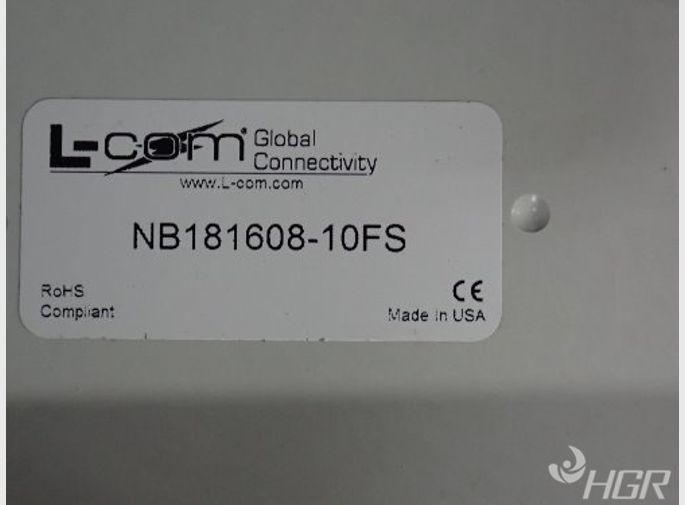 L-com® Global
Connectivity
www.L-com.com
NB181608-10FS
RoHS
Compliant
CE
Made in USA
HGR